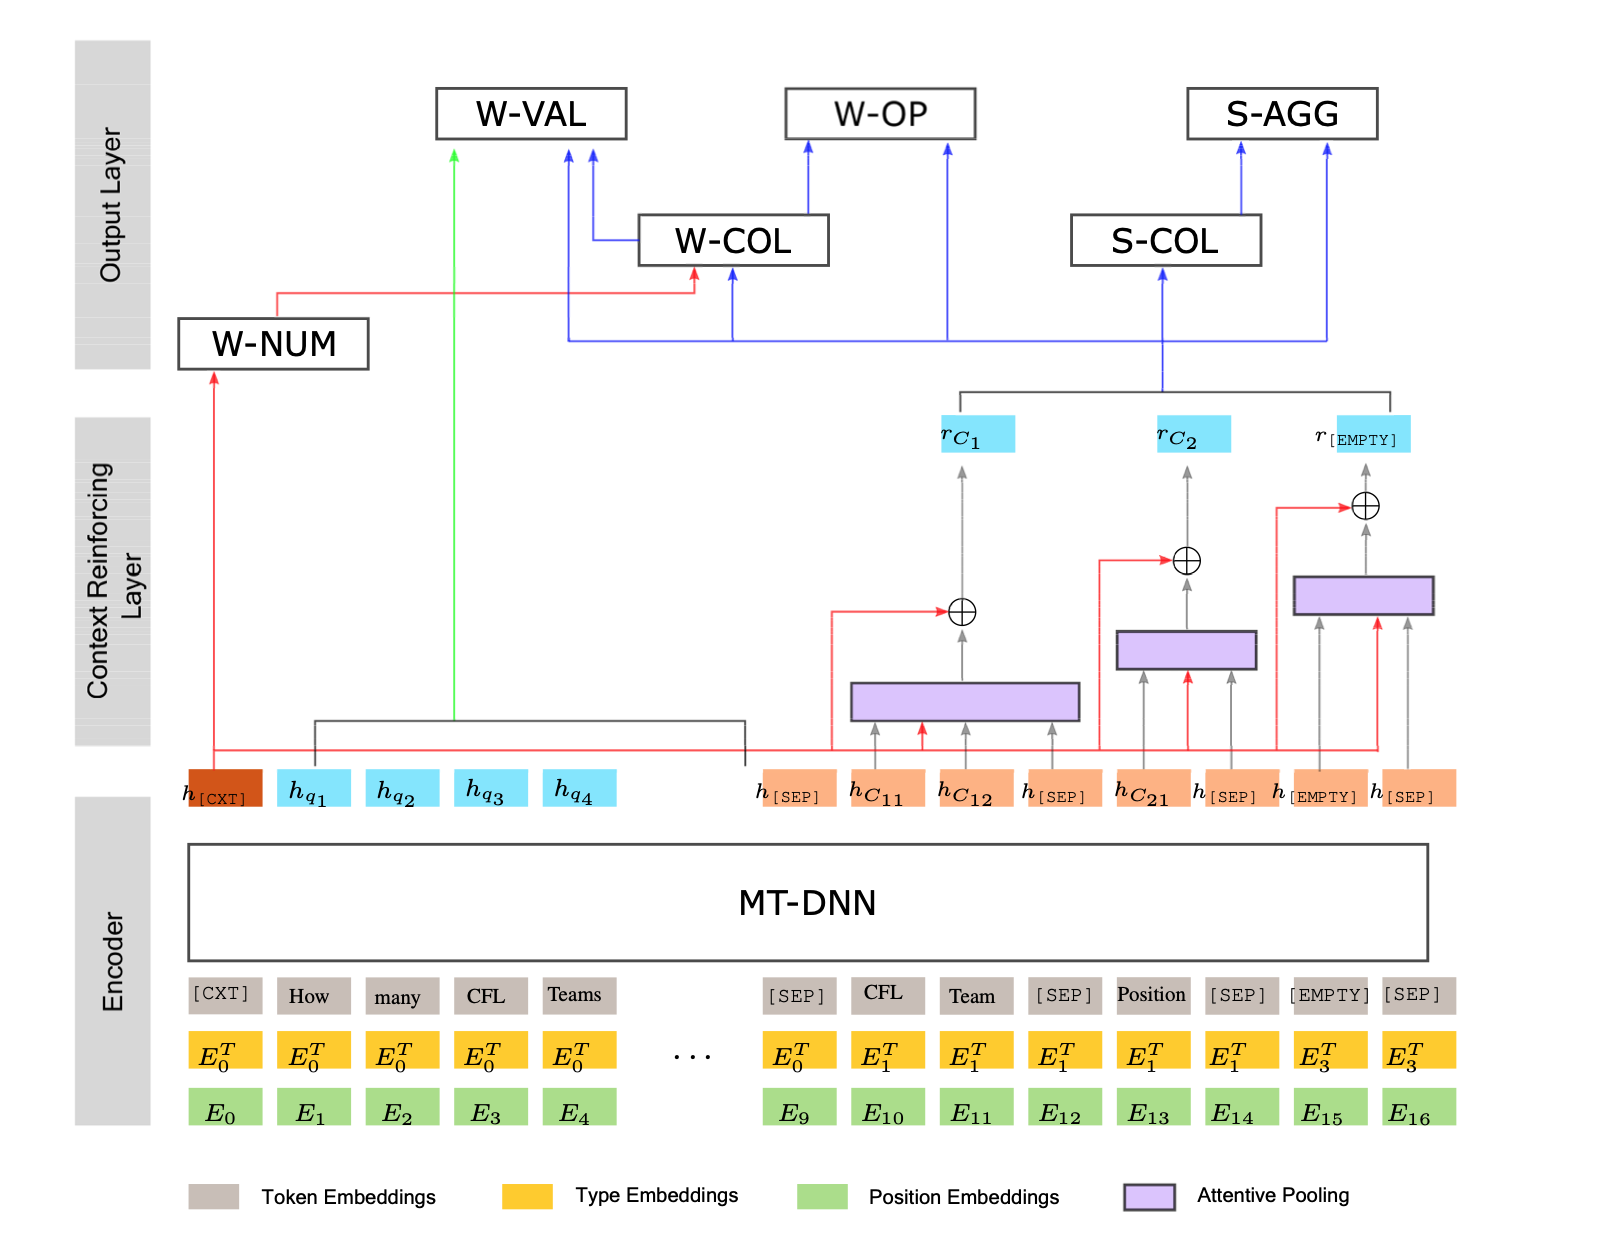 Output Layer
W-VAL W-OP S-AGG
W-COL S-COL
W-NUM
Context Reinforcing
Layer
r_{C_1} r_{C_2} r_{[EMPTY]}
h_{[CXT]} h_{q_1} h_{q_2} h_{q_3} h_{q_4} h_{[SEP]} h_{C_{11}} h_{C_{12}} h_{[SEP]} h_{C_{21}} h_{[SEP]} h_{[EMPTY]} h_{[SEP]}
Encoder
MT-DNN
[CXT] How many CFL Teams [SEP] CFL Team [SEP] Position [SEP] [EMPTY] [SEP]
E_0^T E_0^T E_0^T E_0^T E_0^T ... E_0^T E_1^T E_1^T E_1^T E_1^T E_1^T E_3^T E_3^T
E_0 E_1 E_2 E_3 E_4 E_9 E_{10} E_{11} E_{12} E_{13} E_{14} E_{15} E_{16}
Token Embeddings Type Embeddings Position Embeddings Attentive Pooling